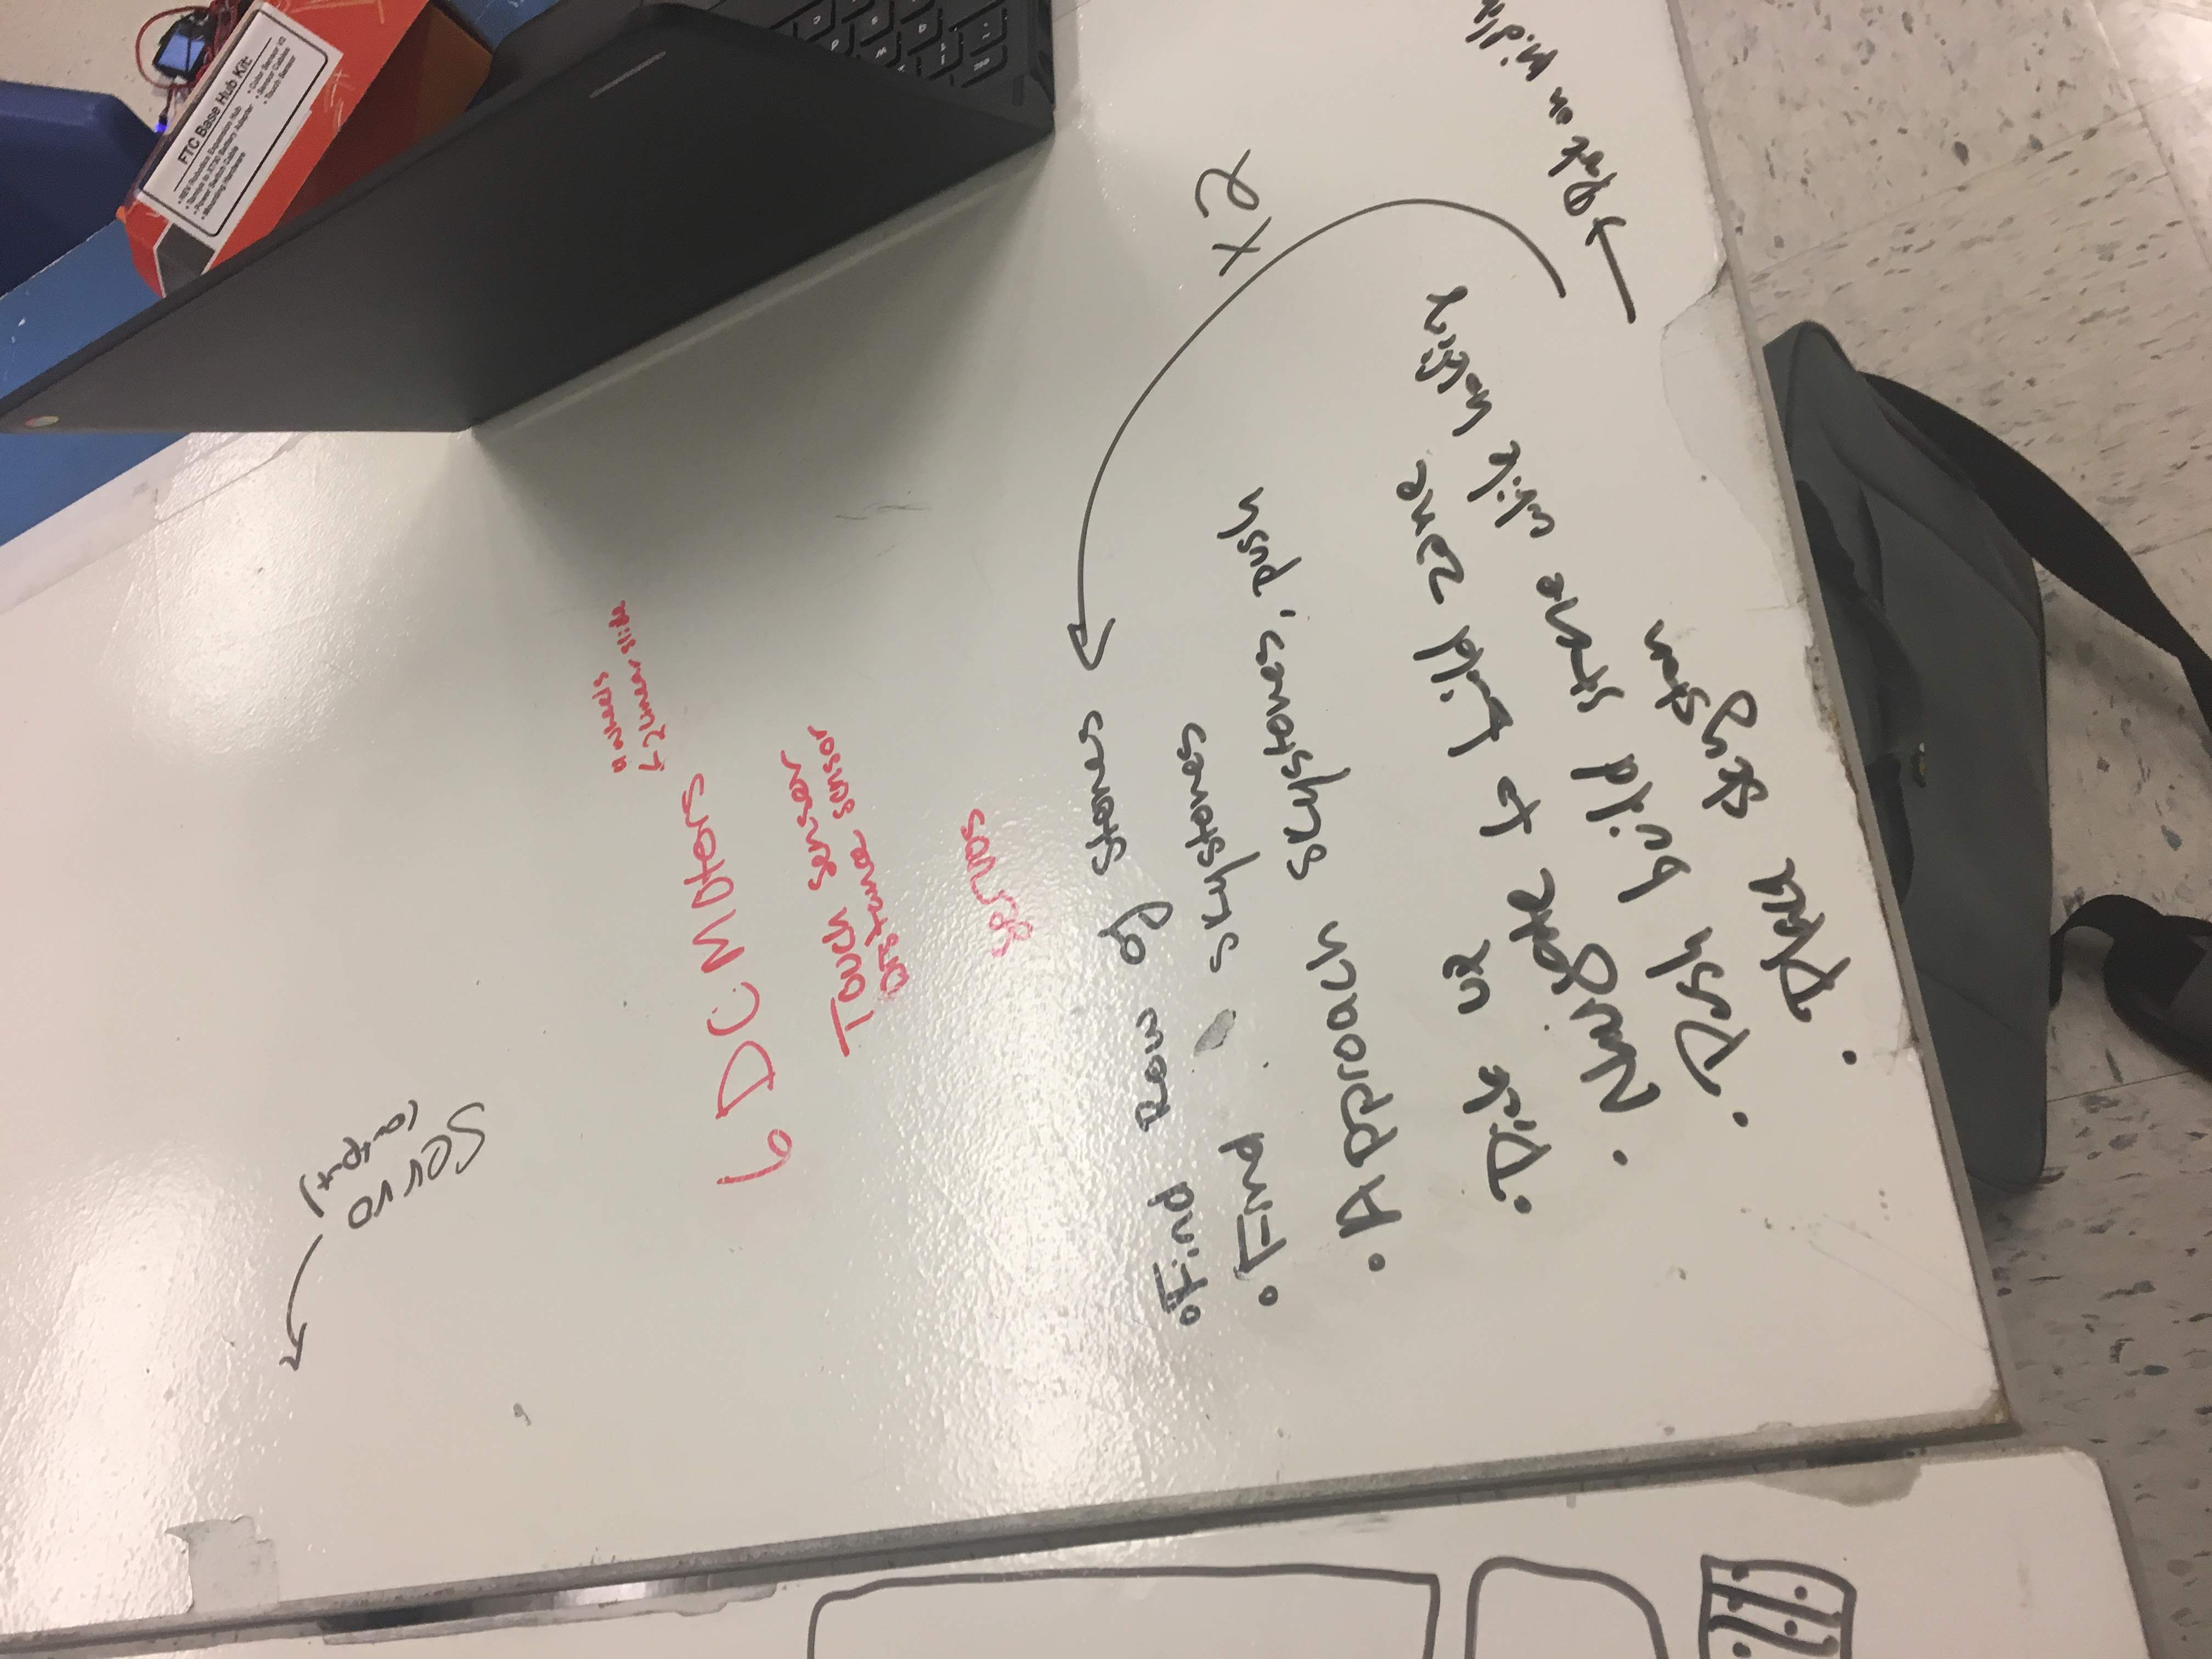 FTC Base Hub Kit:
• REV Robotics Expansion Hub
• Tamiya to XT30 Battery Adapter
• Power Switch Cable
• Mounting Hardware
• Color Sensor V2
• Sensor Cables
• Touch Sensor
Servo
(output)
4 wheels
2 linear slide
6 DC Motors
Touch sensor
Distance sensor
servos
• Find Row of stones
• Find skystones
• Approach skystones, push
x2
• Pick up
• Navigate to build zone
• Push build stone while holding
→ Park on
• Place skyston